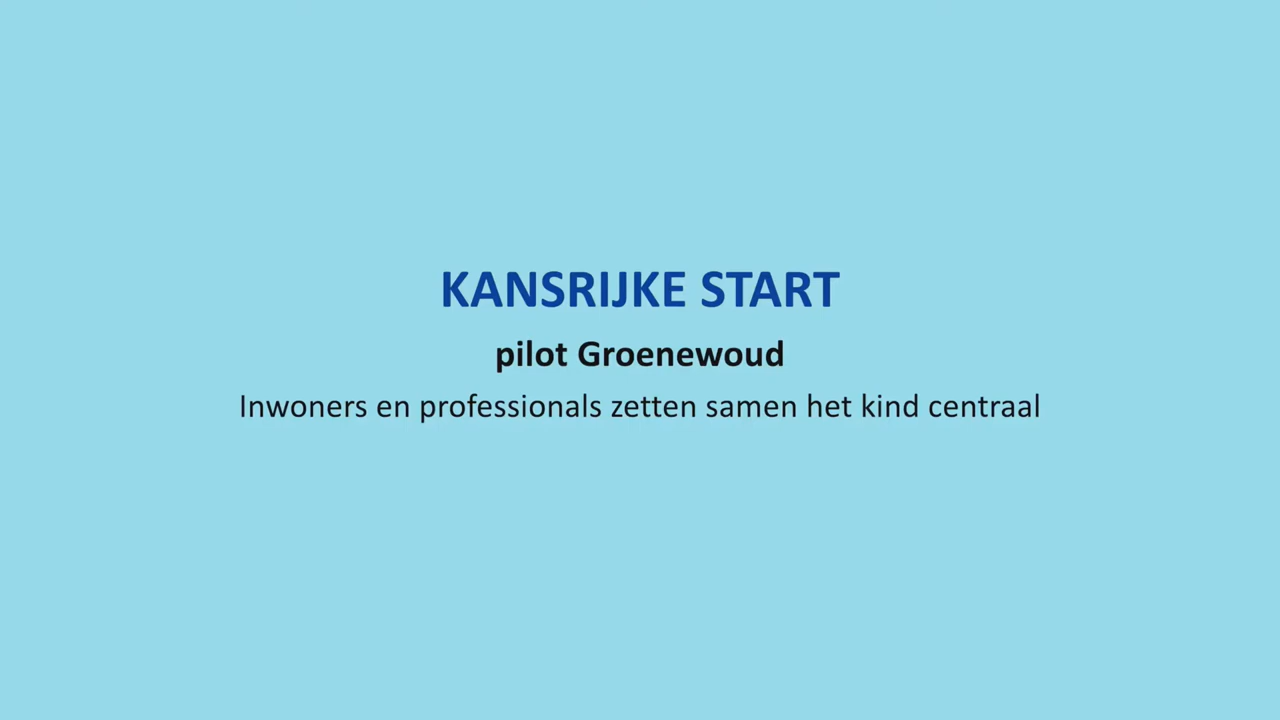 KANSRIJKE START
pilot Groenewoud
Inwoners en professionals zetten samen het kind centraal